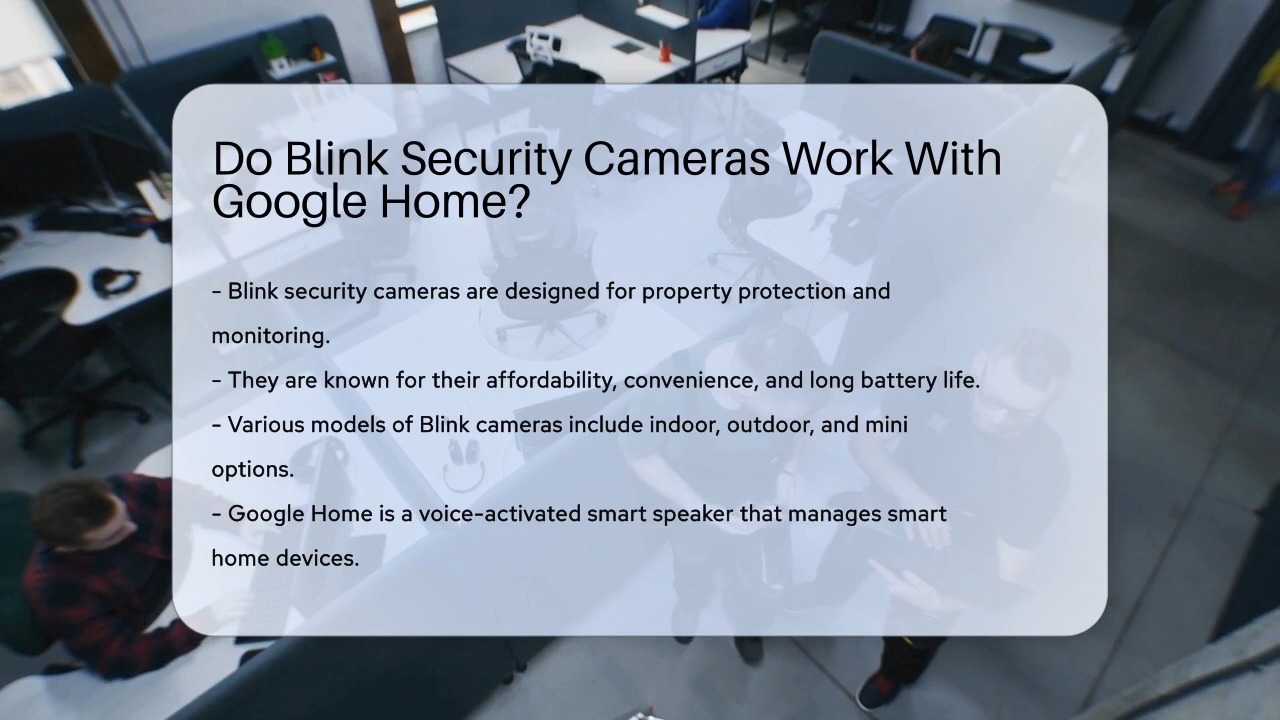 Do Blink Security Cameras Work With
Google Home?
- Blink security cameras are designed for property protection and
monitoring.
- They are known for their affordability, convenience, and long battery life.
- Various models of Blink cameras include indoor, outdoor, and mini
options.
- Google Home is a voice-activated smart speaker that manages smart
home devices.